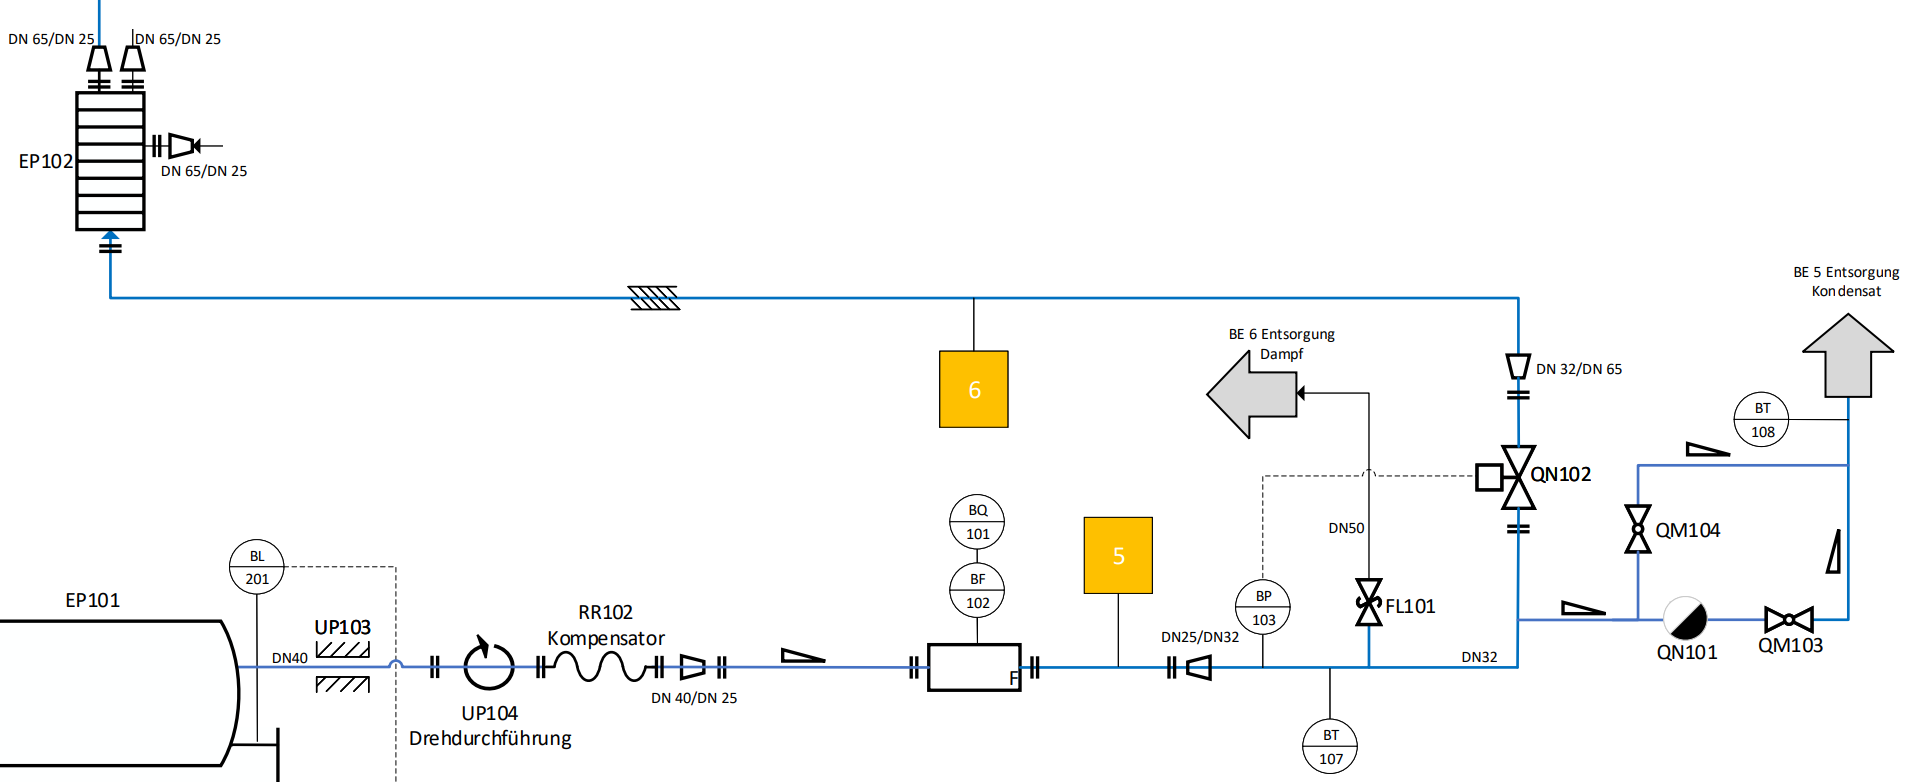 DN 65/DN 25
DN 65/DN 25
EP102
DN 65/DN 25
BE 5 Entsorgung
Kondensat
BE 6 Entsorgung
Dampf
DN 32/DN 65
6
BT
108
QN102
BQ
101
DN50
QM104
BL
201
5
BF
102
BP
103
FL101
EP101
RR102
Kompensator
UP103
DN25/DN32
QN101
QM103
DN40
DN32
F
DN 40/DN 25
UP104
Drehdurchführung
BT
107